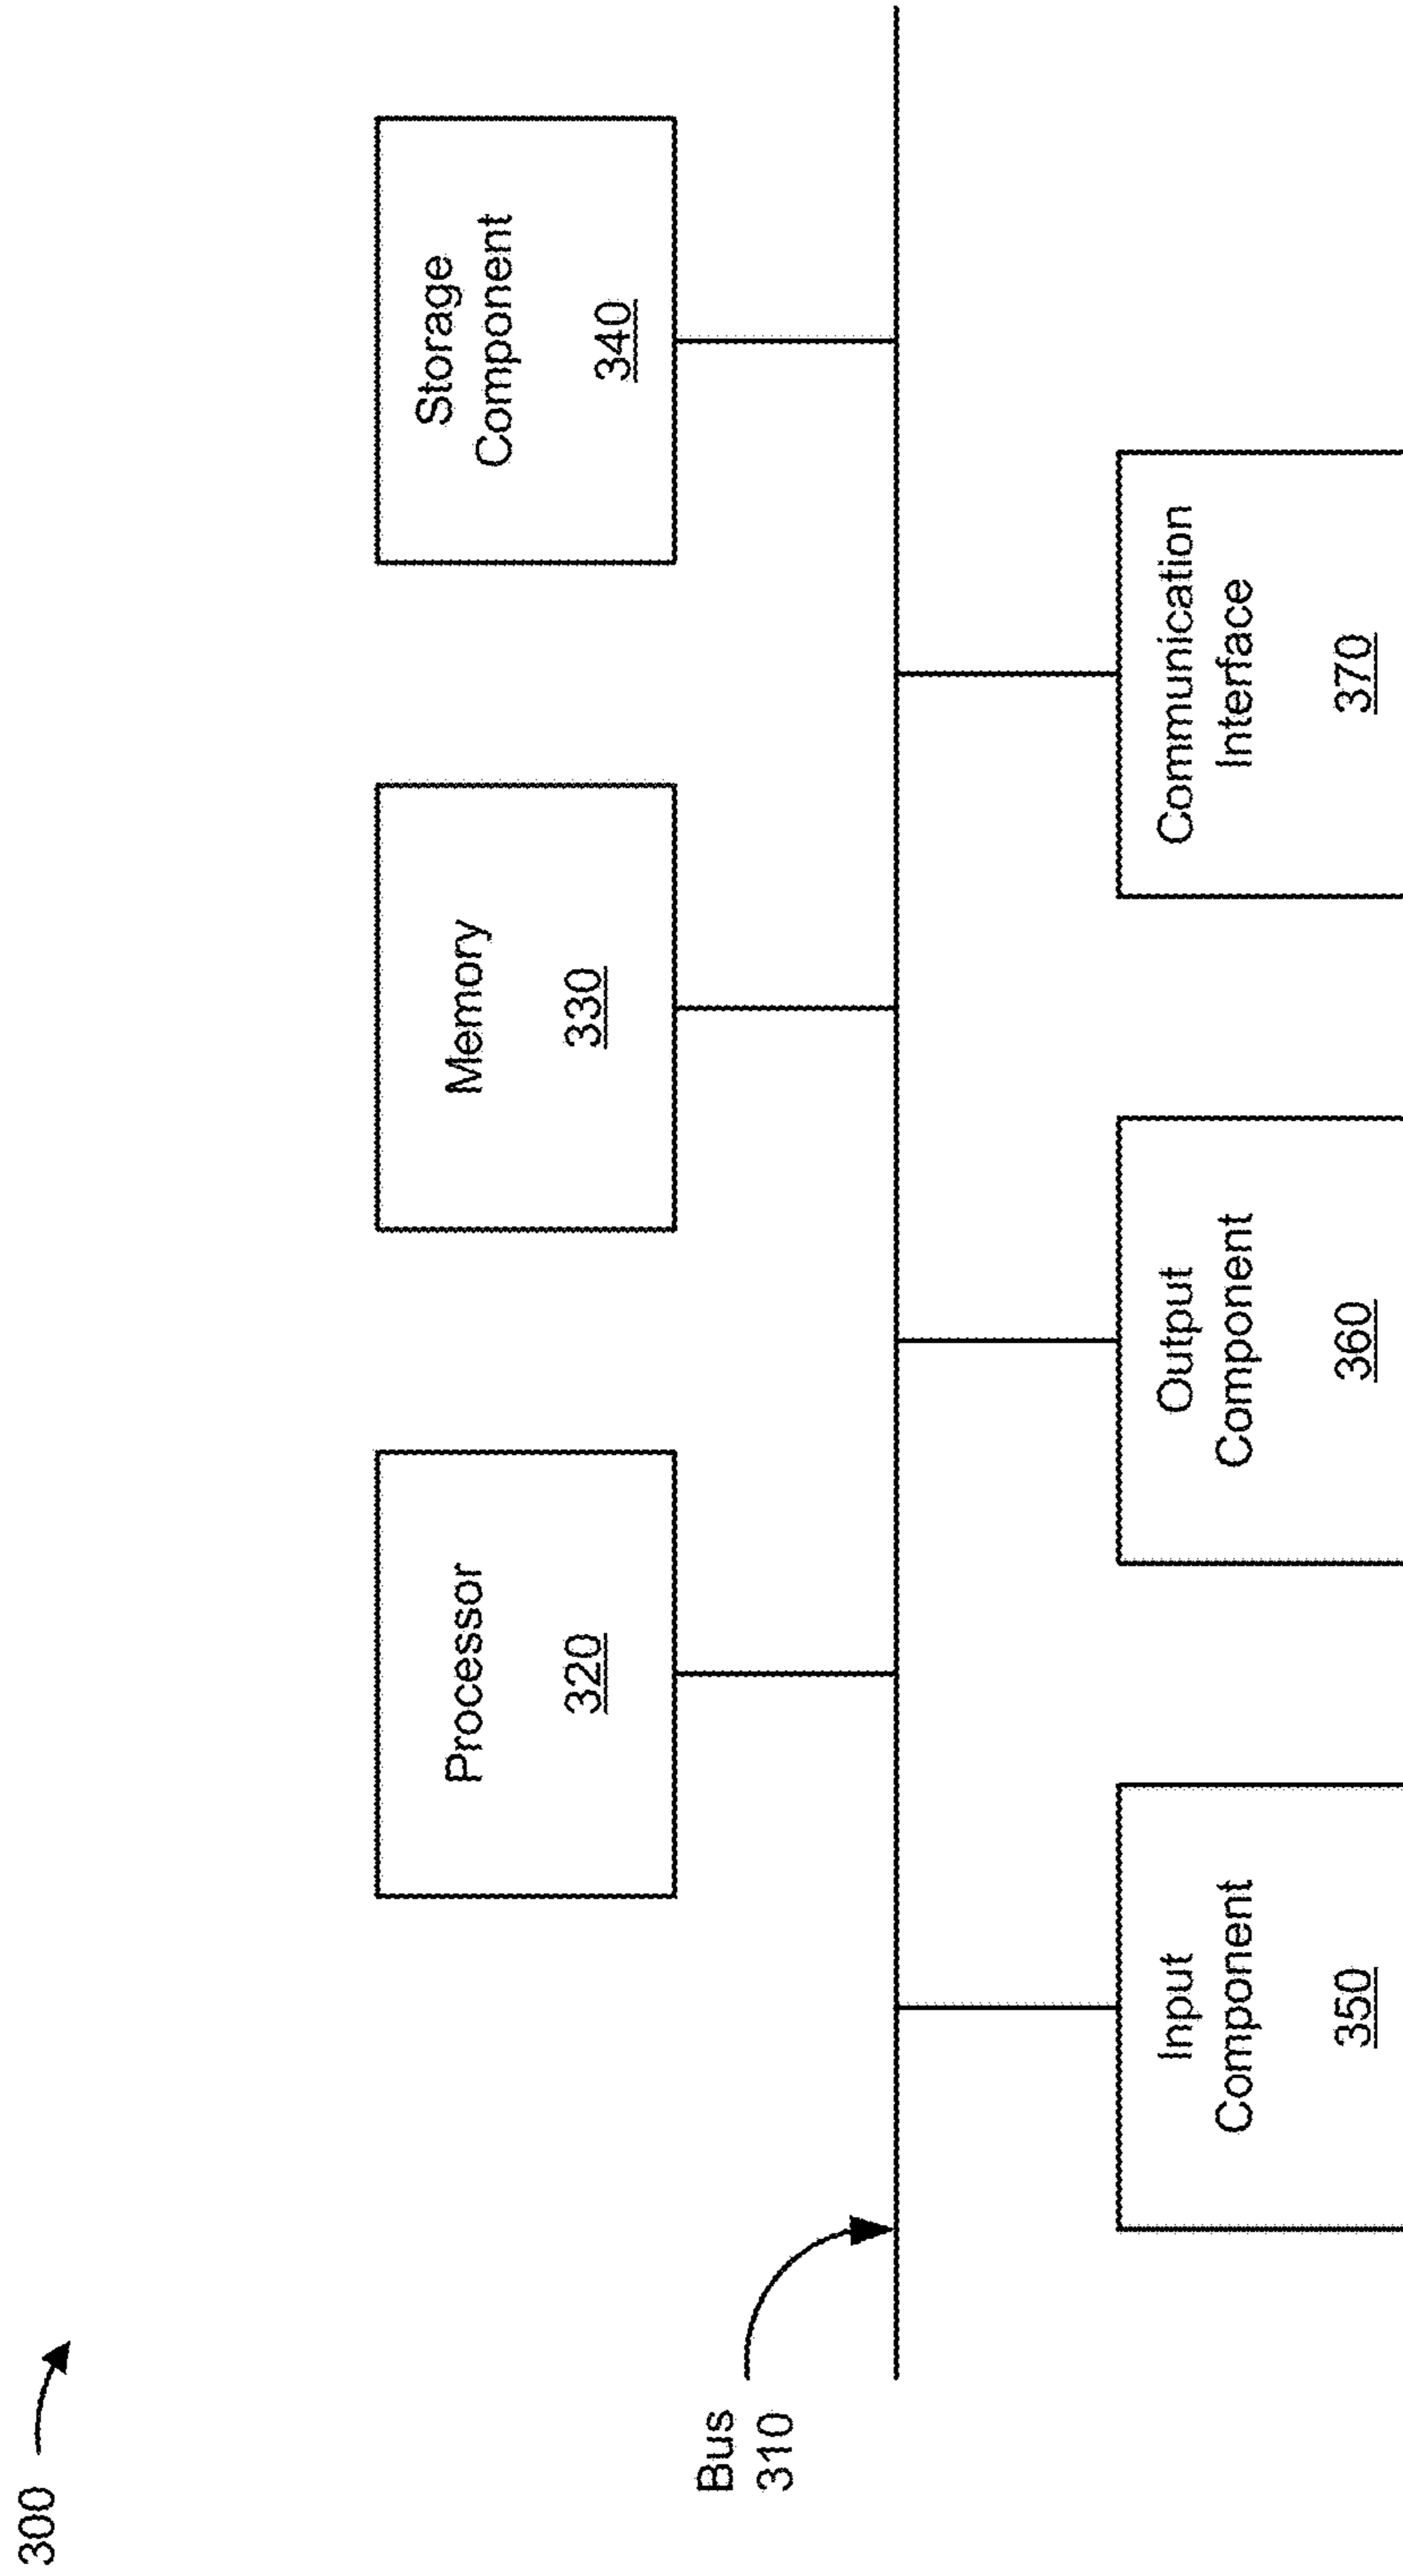 300
Processor
320
Memory
330
Storage
Component
340
Bus
310
Input
Component
350
Output
Component
360
Communication
Interface
370